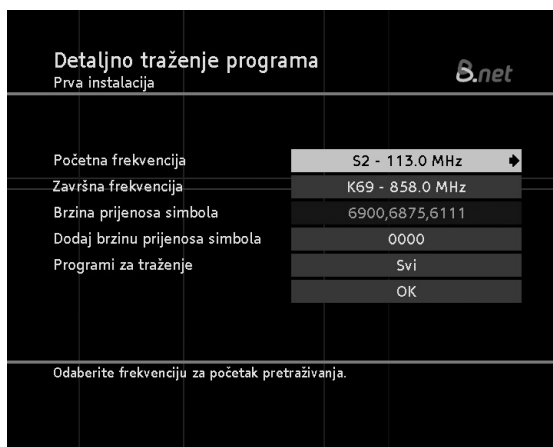 Detaljno traženje programa
Prva instalacija
B.net
Početna frekvencija S2 - 113.0 MHz
Završna frekvencija K69 - 858.0 MHz
Brzina prijenosa simbola 6900,6875,6111
Dodaj brzinu prijenosa simbola 0000
Programi za traženje Svi
OK
Odaberite frekvenciju za početak pretraživanja.